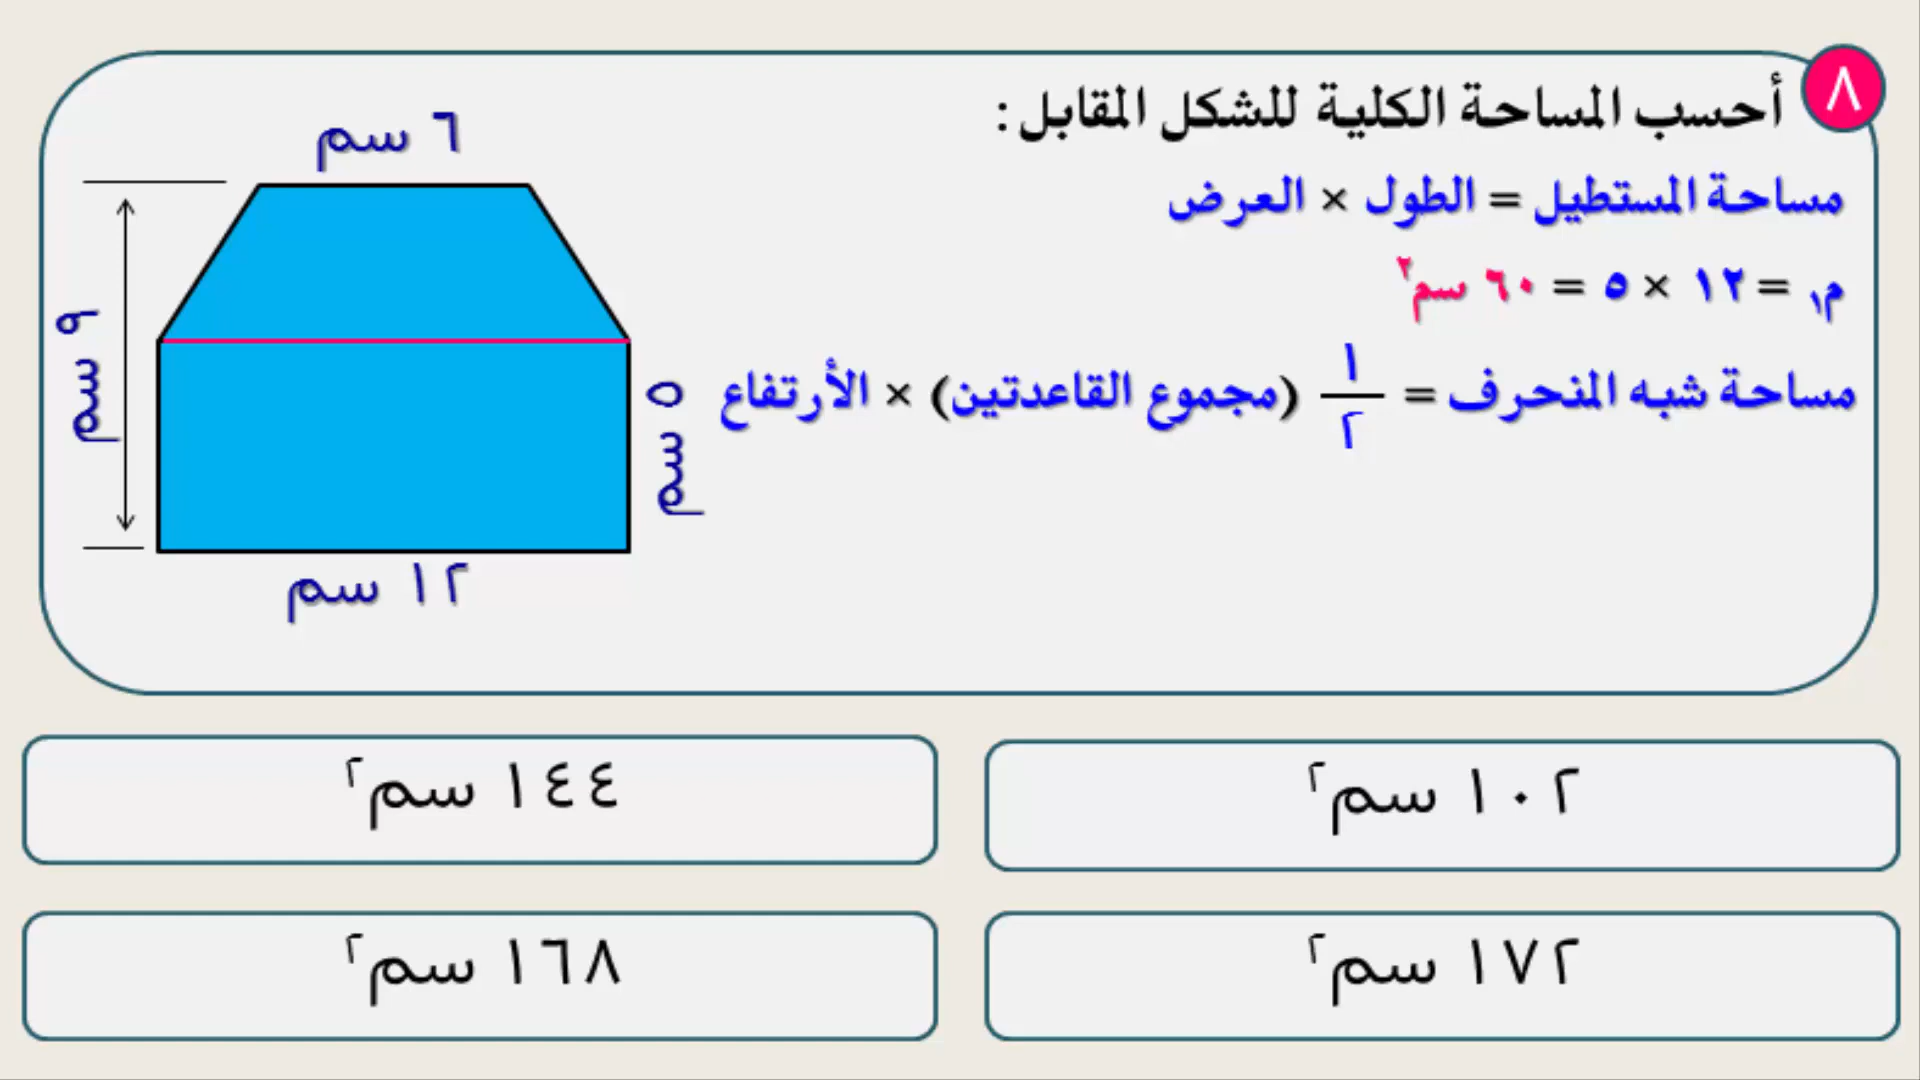 ٨
أحسب المساحة الكلية للشكل المقابل :
مساحة المستطيل = الطول × العرض
م₁ = ١٢ × ٥ = ٦٠ سم٢
مساحة شبه المنحرف = ١/٢ (مجموع القاعدتين) × الأرتفاع
٦ سم
٩ سم
٥ سم
١٢ سم
١٠٢ سم٢
١٤٤ سم٢
١٧٢ سم٢
١٦٨ سم٢